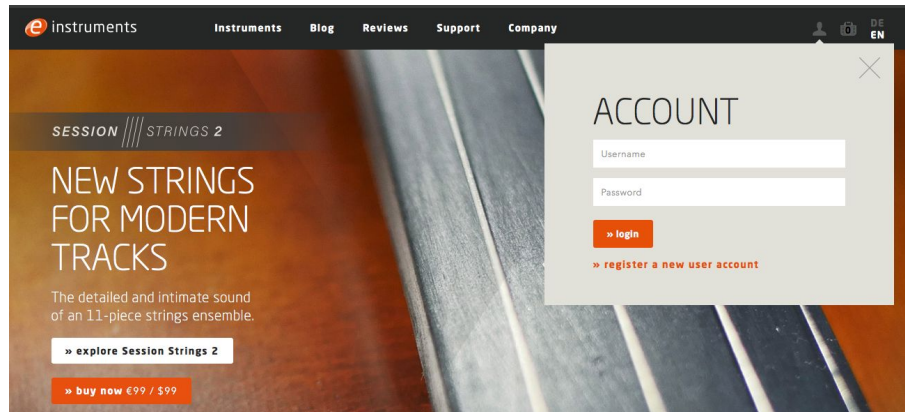 e instruments
Instruments Blog Reviews Support Company
0
DE
EN
SESSION //// STRINGS 2
NEW STRINGS
FOR MODERN
TRACKS
The detailed and intimate sound
of an 11-piece strings ensemble.
» explore Session Strings 2
» buy now €99 / $99
ACCOUNT
Username
Password
» login
» register a new user account